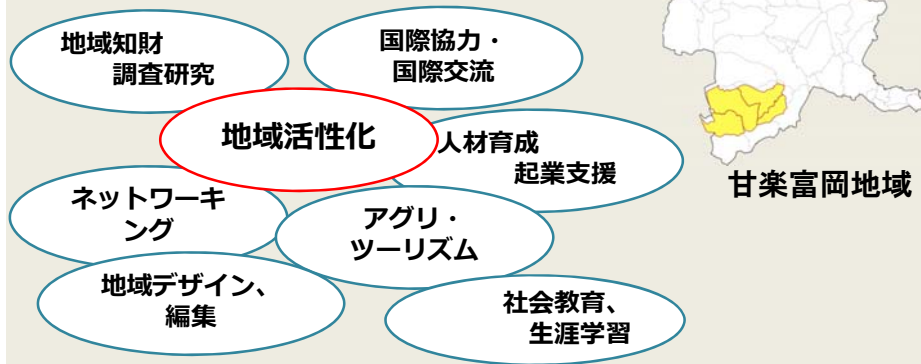 地域知財
調査研究
国際協力・
国際交流
地域活性化
人材育成
起業支援
ネットワーキ
ング
アグリ・
ツーリズム
地域デザイン、
編集
社会教育、
生涯学習
甘楽富岡地域